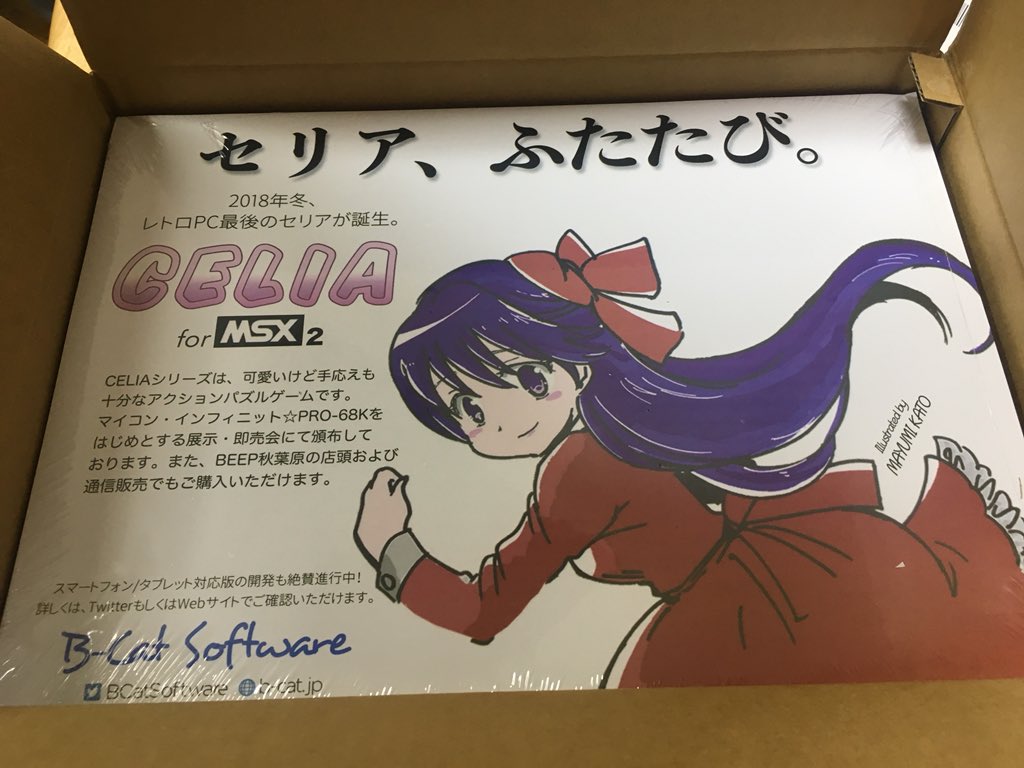 セリア、ふたたび。
2018年冬、
レトロPC最後のセリアが誕生。
CELIA
for MSX 2
CELIAシリーズは、可愛いけど手応えも
十分なアクションパズルゲームです。
マイコン・インフィニット☆PRO-68Kを
はじめとする展示・即売会にて頒布して
おります。また、BEEP秋葉原の店頭および
通信販売でもご購入いただけます。
Illustrated by
MAYUMI KATO
スマートフォン/タブレット対応版の開発も絶賛進行中!
詳しくは、TwitterもしくはWebサイトでご確認いただけます。
B-Cat Software
BCatSoftware b-cat.jp